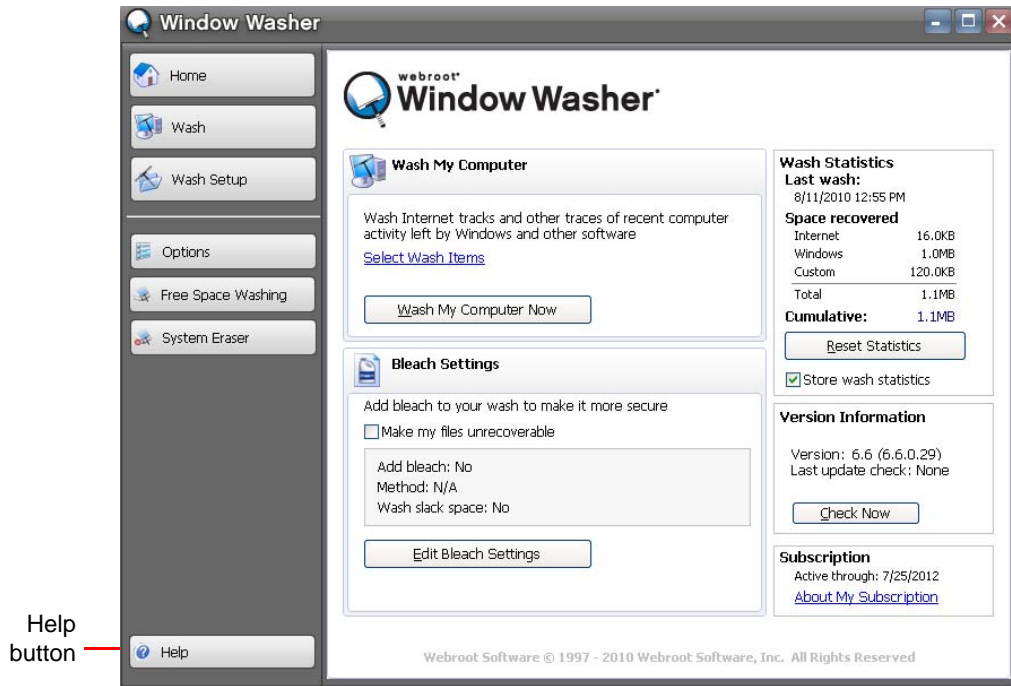 Window Washer
Home
Wash
Wash Setup
Options
Free Space Washing
System Eraser
Help
button
Help
webroot
Window Washer
Wash My Computer
Wash Internet tracks and other traces of recent computer
activity left by Windows and other software
Select Wash Items
Wash My Computer Now
Bleach Settings
Add bleach to your wash to make it more secure
Make my files unrecoverable
Add bleach: No
Method: N/A
Wash slack space: No
Edit Bleach Settings
Wash Statistics
Last wash:
8/11/2010 12:55 PM
Space recovered
Internet 16.0KB
Windows 1.0MB
Custom 120.0KB
Total 1.1MB
Cumulative: 1.1MB
Reset Statistics
Store wash statistics
Version Information
Version: 6.6 (6.6.0.29)
Last update check: None
Check Now
Subscription
Active through: 7/25/2012
About My Subscription
Webroot Software © 1997 - 2010 Webroot Software, Inc. All Rights Reserved